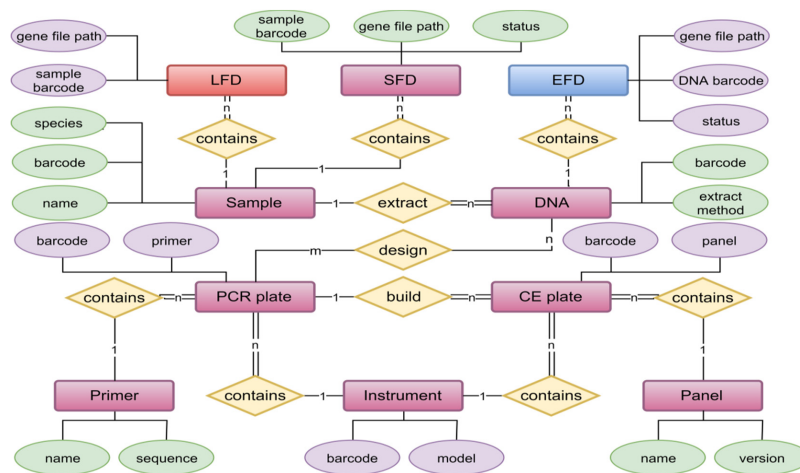 sample
barcode
gene file path
status
gene file path
gene file path
LFD
SFD
EFD
sample
barcode
DNA barcode
species
n
n
n
status
contains
contains
contains
barcode
barcode
1
1
1
name
Sample
1
extract
n
DNA
extract
method
barcode
primer
m
design
n
barcode
panel
contains
n
PCR plate
1
build
n
CE plate
n
contains
1
n
n
1
Primer
contains
1
Instrument
1
contains
Panel
name
sequence
barcode
model
name
version